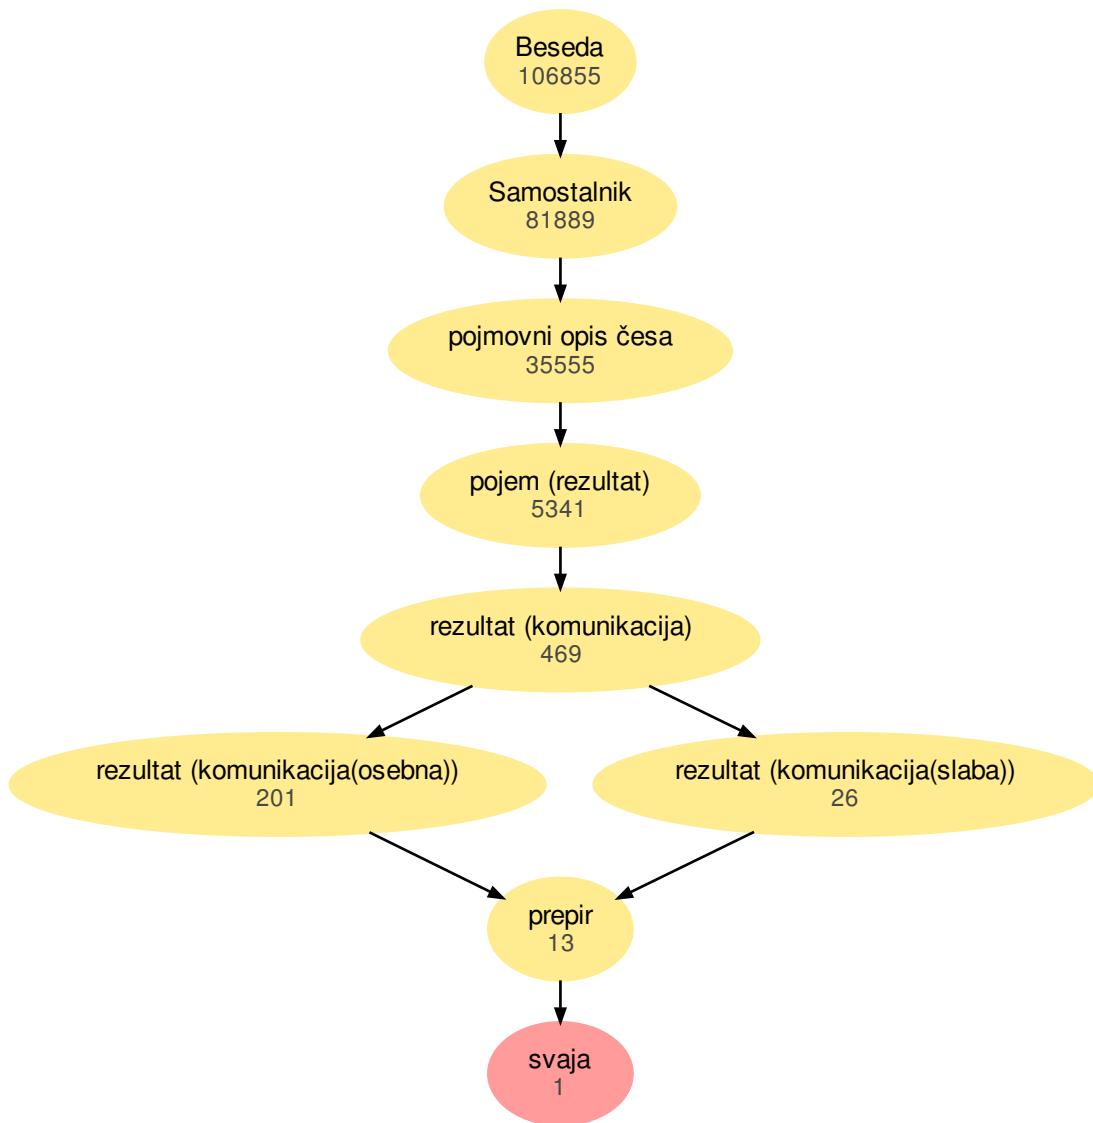 Beseda
106855
Samostalnik
81889
pojmovni opis česa
35555
pojem (rezultat)
5341
rezultat (komunikacija)
469
rezultat (komunikacija(osebna))
201
rezultat (komunikacija(slaba))
26
prepir
13
svaja
1